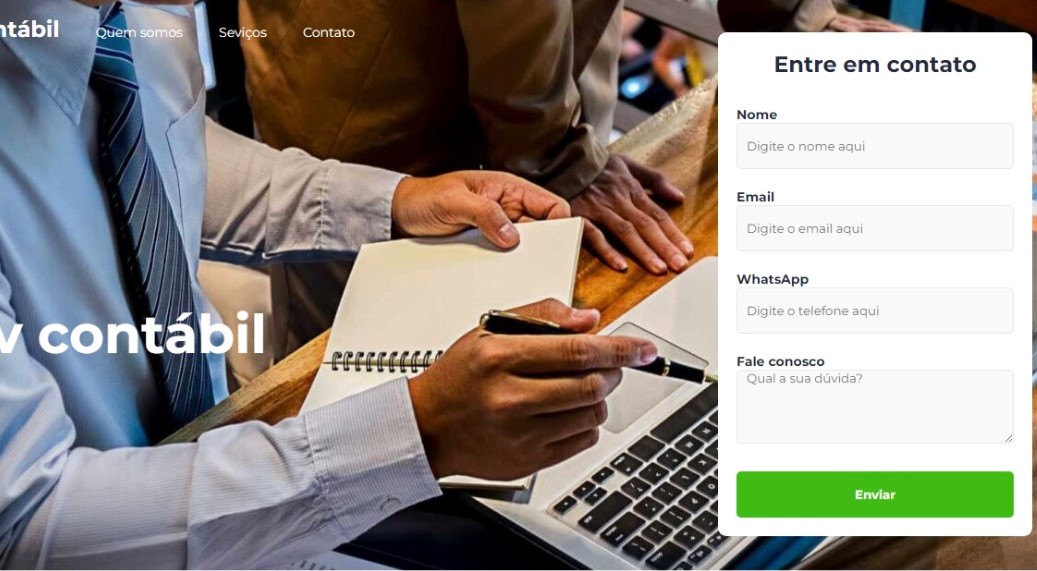 ntábil
Quem somos
Seviços
Contato
v contábil
Entre em contato
Nome
Digite o nome aqui
Email
Digite o email aqui
WhatsApp
Digite o telefone aqui
Fale conosco
Qual a sua dúvida?
Enviar